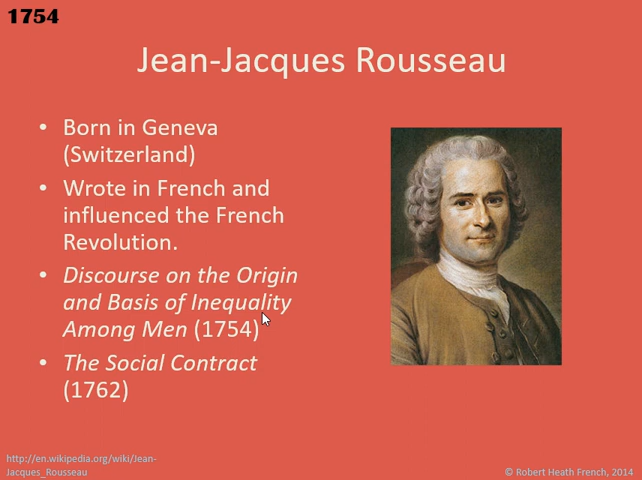 1754
Jean-Jacques Rousseau
• Born in Geneva
(Switzerland)
• Wrote in French and
influenced the French
Revolution.
• Discourse on the Origin
and Basis of Inequality
Among Men (1754)
• The Social Contract
(1762)
http://en.wikipedia.org/wiki/Jean-
Jacques_Rousseau
© Robert Heath French, 2014